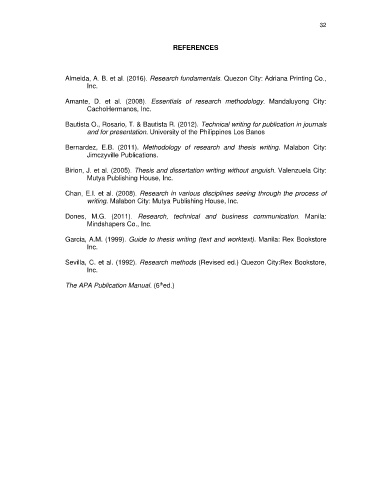 32
REFERENCES
Almeida, A. B. et al. (2016). Research fundamentals. Quezon City: Adriana Printing Co.,
Inc.
Amante, D. et al. (2008). Essentials of research methodology. Mandaluyong City:
CachoHermanos, Inc.
Bautista O., Rosario, T. & Bautista R. (2012). Technical writing for publication in journals
and for presentation. University of the Philippines Los Banos
Bernardez, E.B. (2011). Methodology of research and thesis writing. Malabon City:
Jimczyville Publications.
Birion, J. et al. (2005). Thesis and dissertation writing without anguish. Valenzuela City:
Mutya Publishing House, Inc.
Chan, E.I. et al. (2008). Research in various disciplines seeing through the process of
writing. Malabon City: Mutya Publishing House, Inc.
Dones, M.G. (2011). Research, technical and business communication. Manila:
Mindshapers Co., Inc.
Garcia, A.M. (1999). Guide to thesis writing (text and worktext). Manila: Rex Bookstore
Inc.
Sevilla, C. et al. (1992). Research methods (Revised ed.) Quezon City:Rex Bookstore,
Inc.
The APA Publication Manual. (6th ed.)